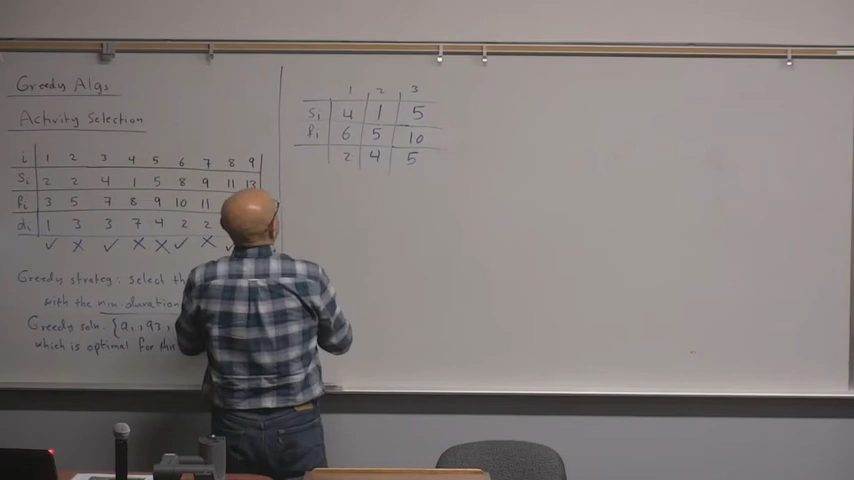 Greedy Algs
Activity Selection
i 1 2 3 4 5 6 7 8 9
Si 2 2 4 1 5 8 9 11 13
fi 3 5 7 8 9 10 11
di 1 3 3 7 4 2 2
✓ X ✓ X X ✓ X
Greedy strategy: select th
with the min. duration
Greedy soln. {a1, a3,
which is optimal for this
1 2 3
Si 4 1 5
fi 6 5 10
2 4 5